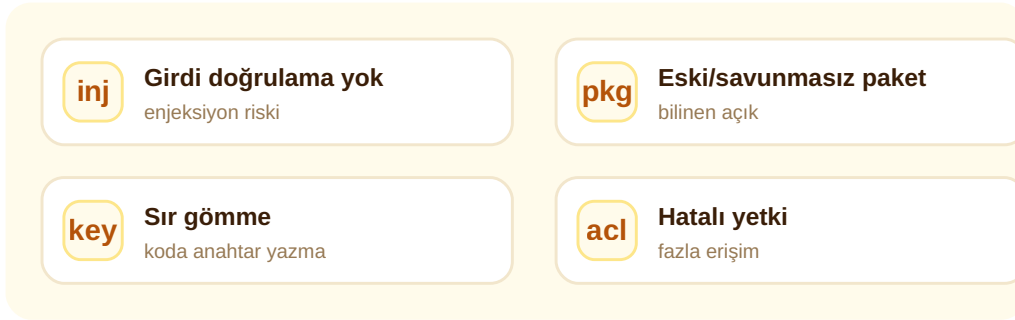 inj
Girdi doğrulama yok
enjeksiyon riski
pkg
Eski/savunmasız paket
bilinen açık
key
Sır gömme
koda anahtar yazma
acl
Hatalı yetki
fazla erişim